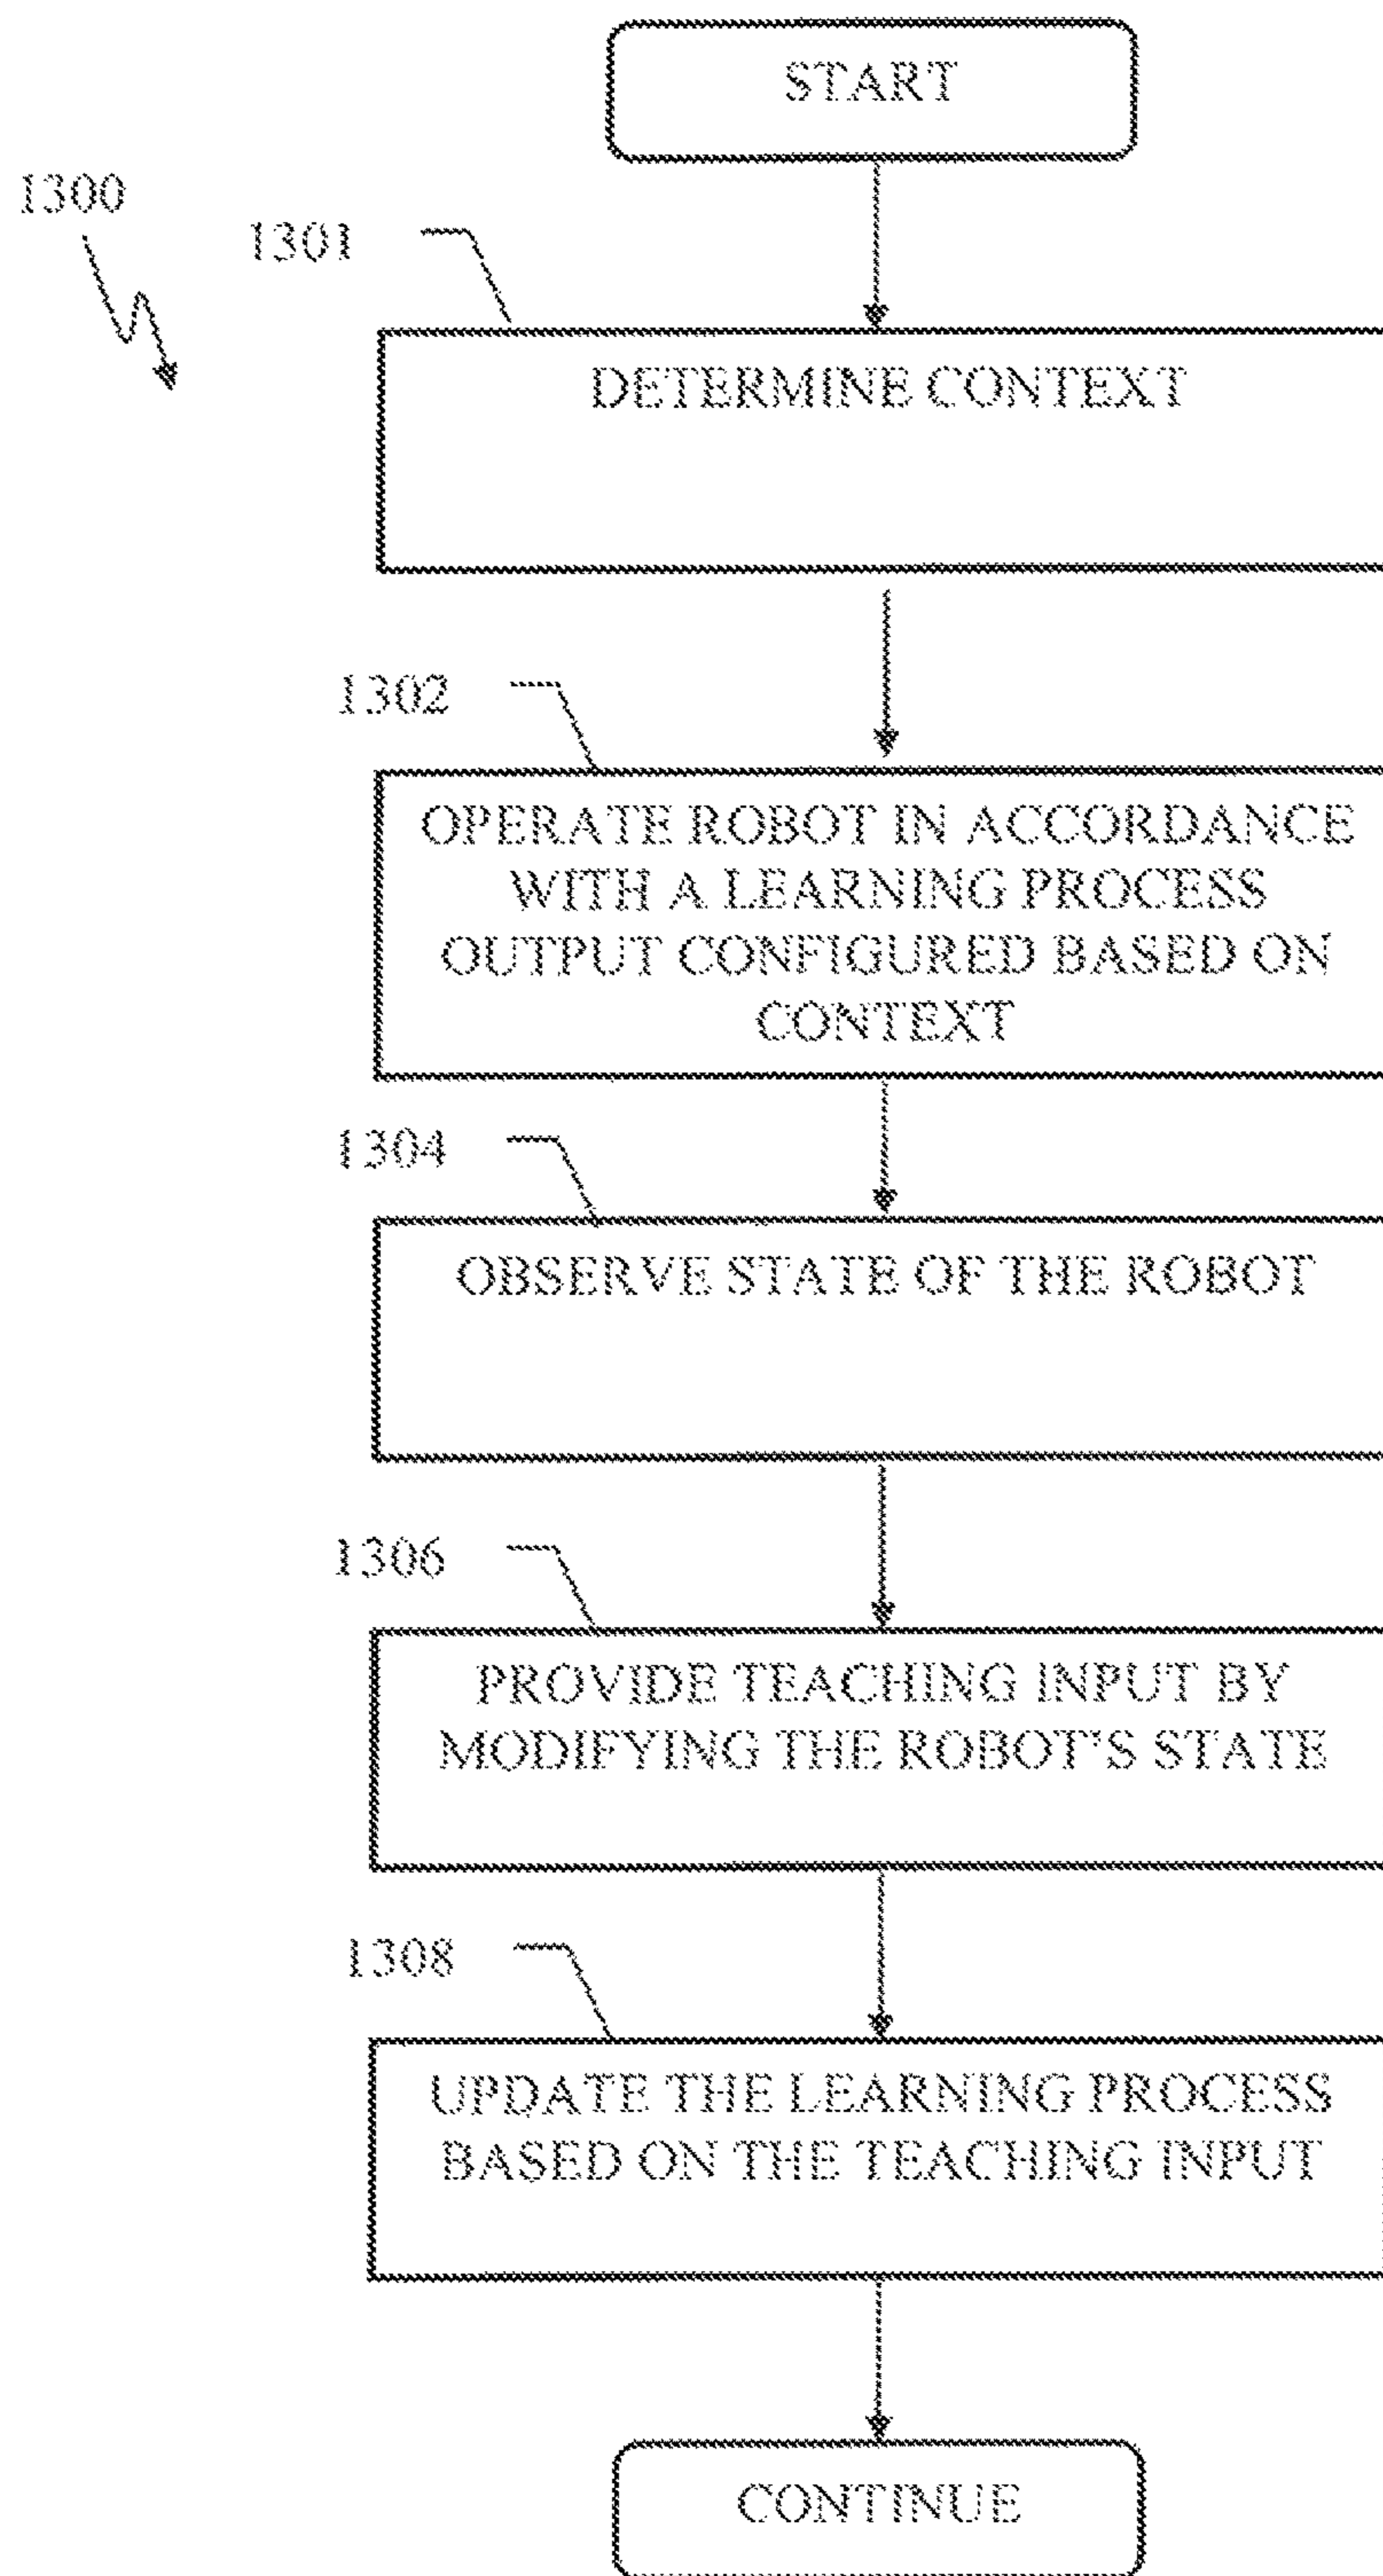 START
1300
1301
DETERMINE CONTEXT
1302
OPERATE ROBOT IN ACCORDANCE
WITH A LEARNING PROCESS
OUTPUT CONFIGURED BASED ON
CONTEXT
1304
OBSERVE STATE OF THE ROBOT
1306
PROVIDE TEACHING INPUT BY
MODIFYING THE ROBOT'S STATE
1308
UPDATE THE LEARNING PROCESS
BASED ON THE TEACHING INPUT
CONTINUE